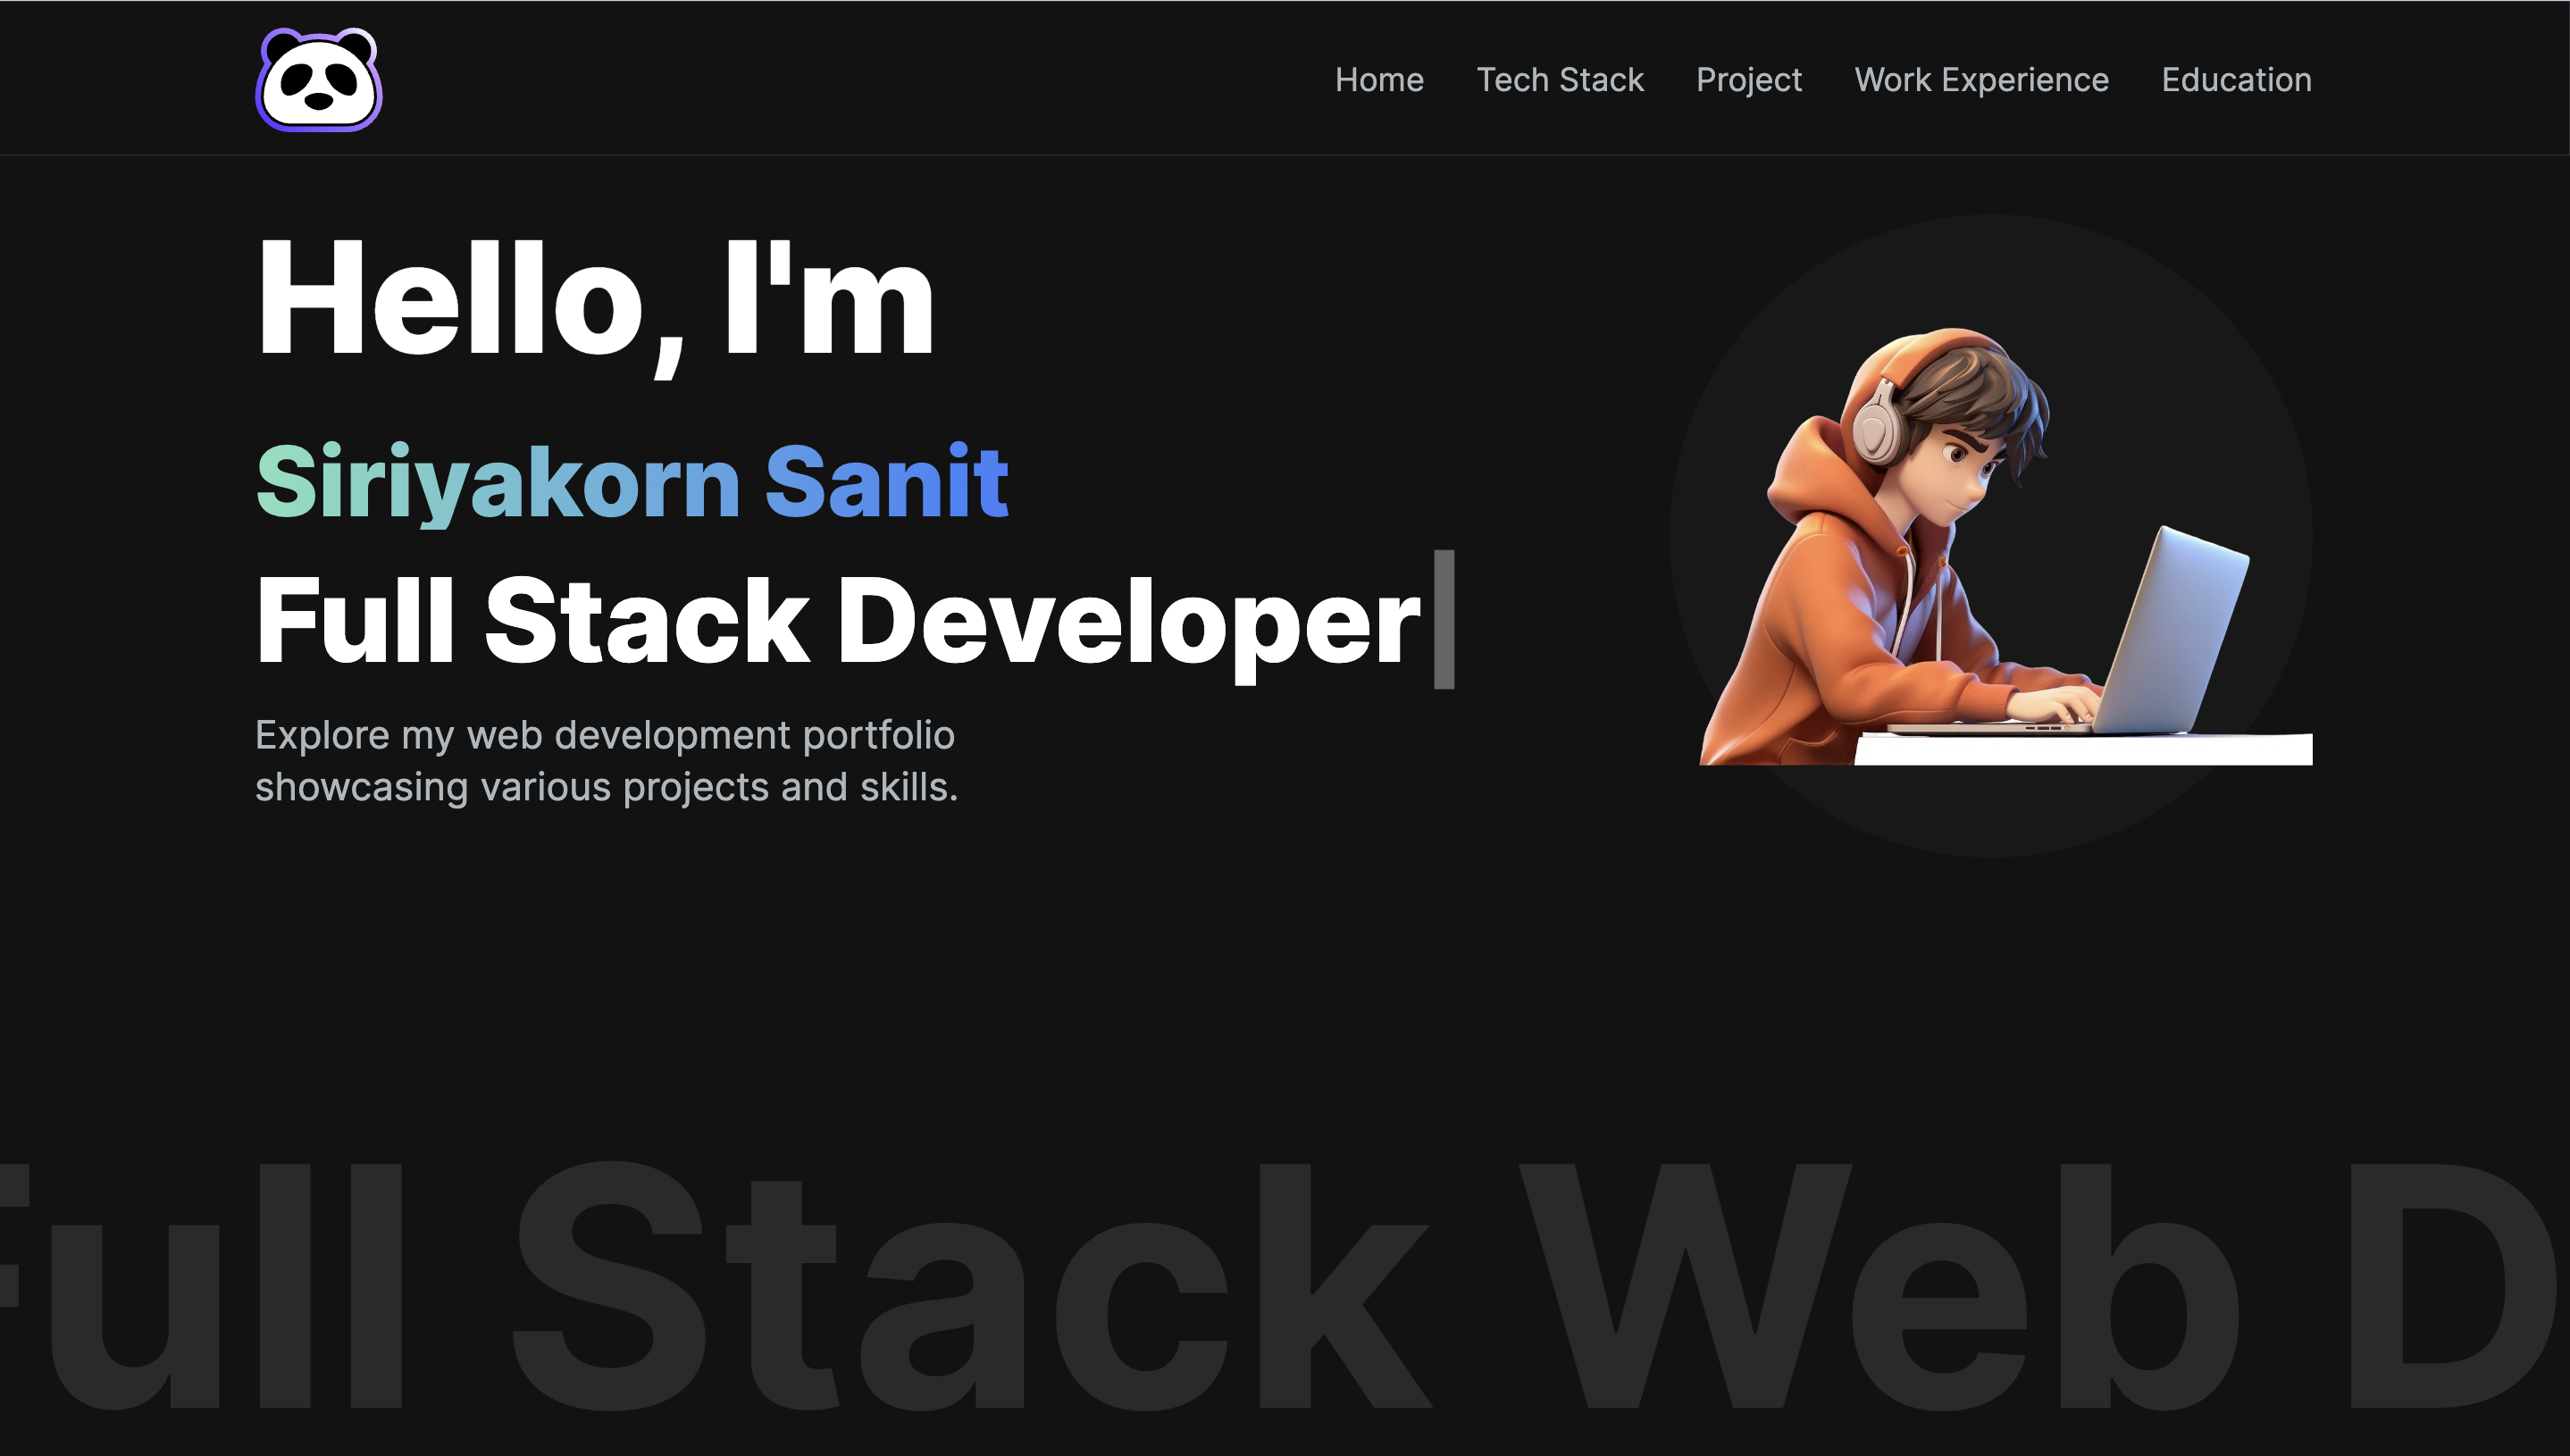 Home Tech Stack Project Work Experience Education
Hello, I'm
Siriyakorn Sanit
Full Stack Developer
Explore my web development portfolio
showcasing various projects and skills.
Full Stack Web D